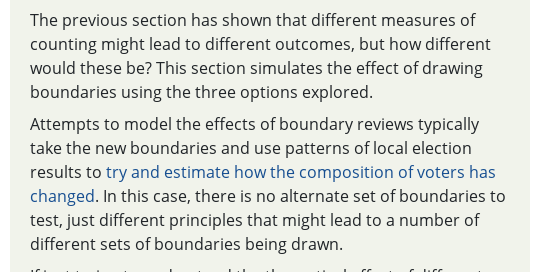 The previous section has shown that different measures of
counting might lead to different outcomes, but how different
would these be? This section simulates the effect of drawing
boundaries using the three options explored.
Attempts to model the effects of boundary reviews typically
take the new boundaries and use patterns of local election
results to try and estimate how the composition of voters has
changed. In this case, there is no alternate set of boundaries to
test, just different principles that might lead to a number of
different sets of boundaries being drawn.